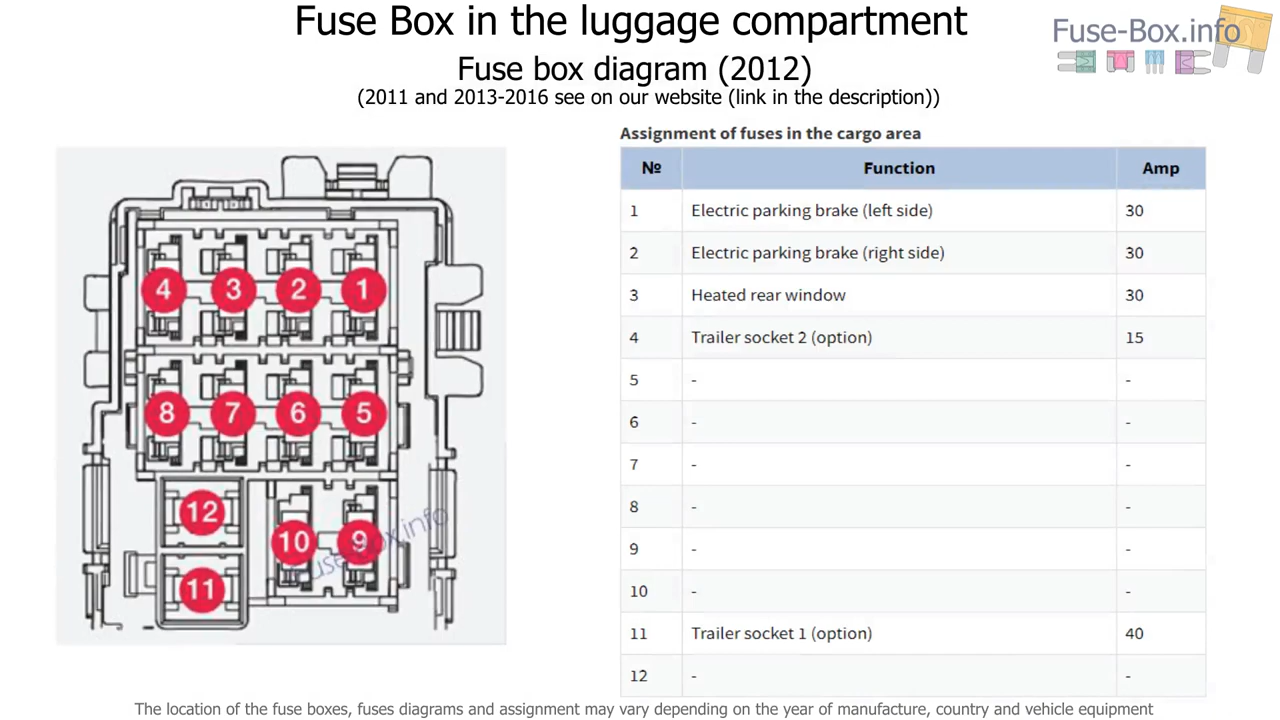 Fuse Box in the luggage compartment
Fuse-Box.info
Fuse box diagram (2012)
(2011 and 2013-2016 see on our website (link in the description))
Assignment of fuses in the cargo area
№ Function Amp
1 Electric parking brake (left side) 30
2 Electric parking brake (right side) 30
3 Heated rear window 30
4 Trailer socket 2 (option) 15
5 - -
6 - -
7 - -
8 - -
9 - -
10 - -
11 Trailer socket 1 (option) 40
12 - -
4 3 2 1
8 7 6 5
12
10 9
11
Fuse-Box.info
The location of the fuse boxes, fuses diagrams and assignment may vary depending on the year of manufacture, country and vehicle equipment